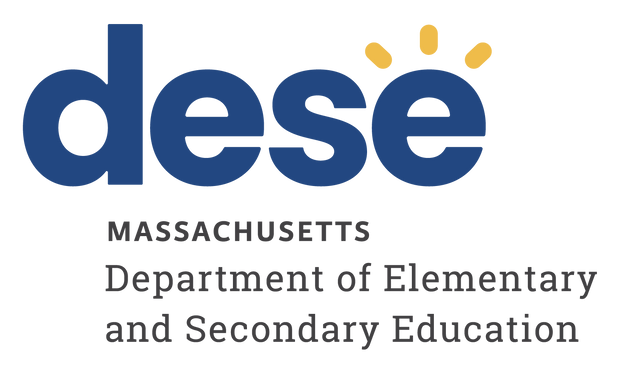 dese
MASSACHUSETTS
Department of Elementary
and Secondary Education